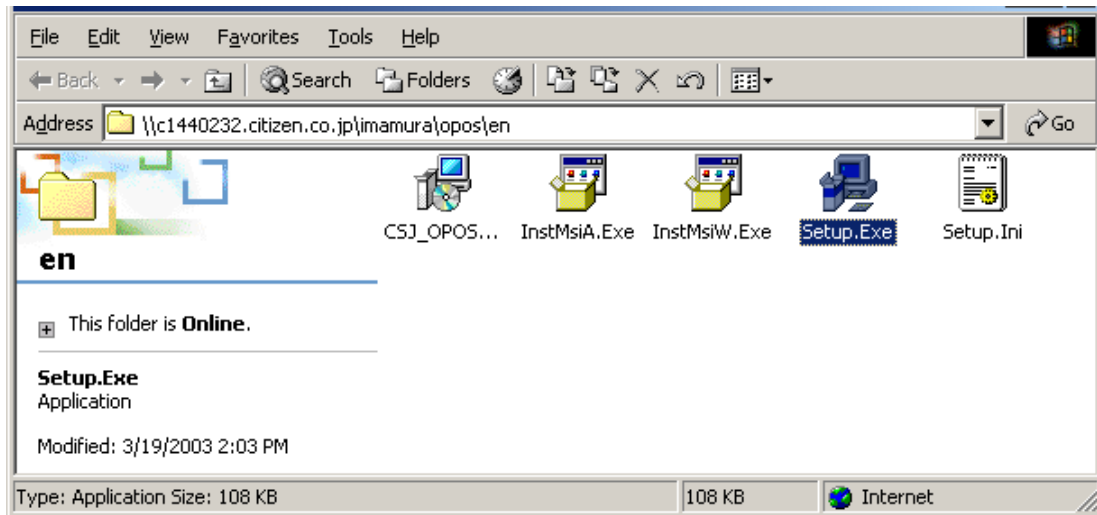 File Edit View Favorites Tools Help
Back Search Folders
Address \\c1440232.citizen.co.jp\imamura\opos\en Go
CSJ_OPOS... InstMsiA.Exe InstMsiW.Exe Setup.Exe Setup.Ini
en
This folder is Online.
Setup.Exe
Application
Modified: 3/19/2003 2:03 PM
Type: Application Size: 108 KB 108 KB Internet